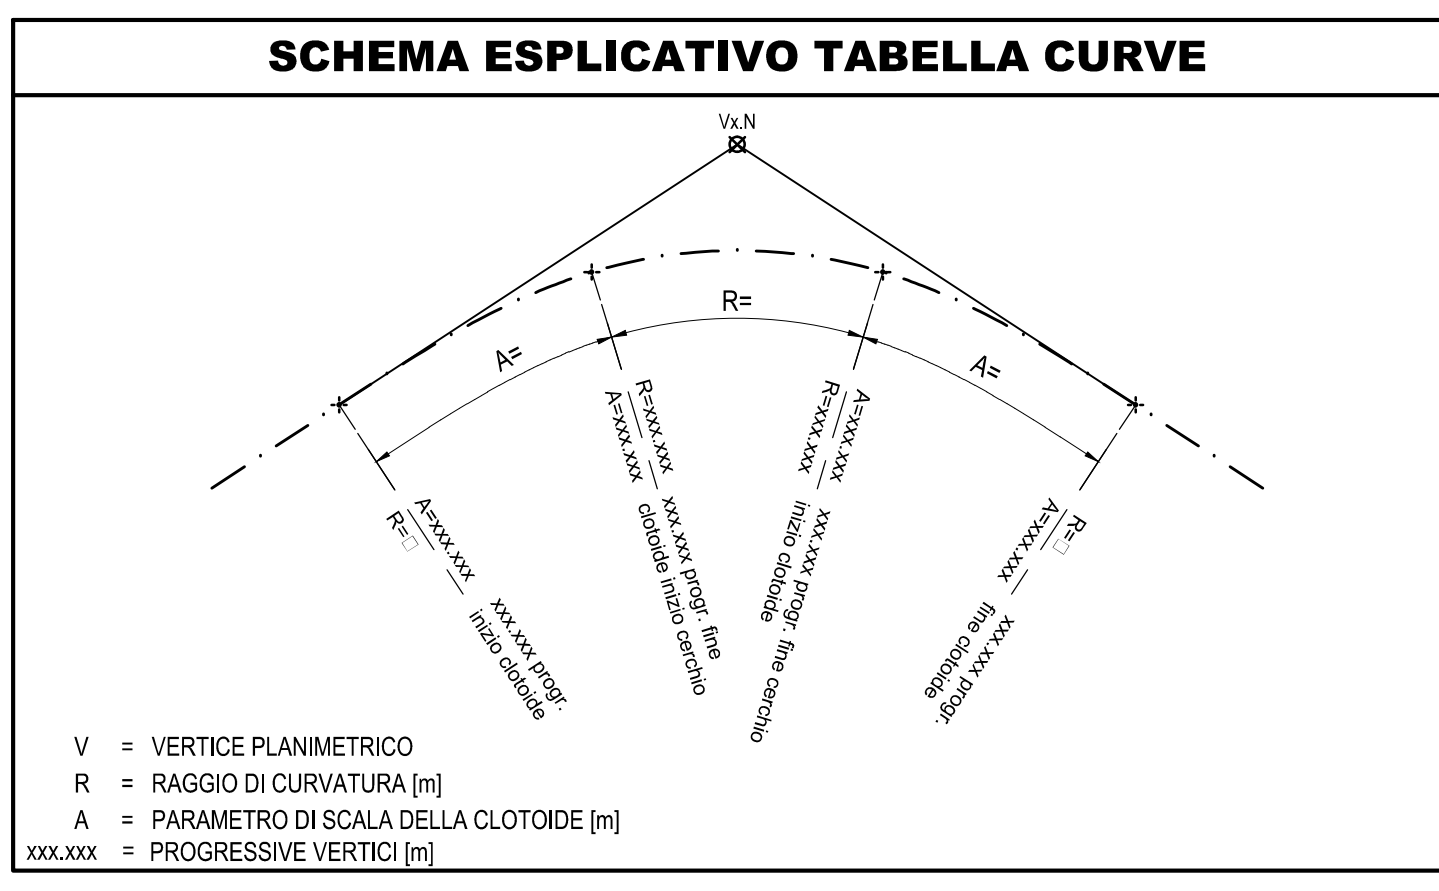 SCHEMA ESPLICATIVO TABELLA CURVE
Vx.N
R=
A=
A=
A=xxx.xxx
R=□
xxx.xxx progr.
inizio clotoide
R=xxx.xxx
A=xxx.xxx
xxx.xxx progr. fine
clotoide inizio cerchio
A=xxx.xxx
R=xxx.xxx
xxx.xxx progr. fine cerchio
inizio clotoide
R=□
A=xxx.xxx
xxx.xxx progr.
fine clotoide
V = VERTICE PLANIMETRICO
R = RAGGIO DI CURVATURA [m]
A = PARAMETRO DI SCALA DELLA CLOTOIDE [m]
xxx.xxx = PROGRESSIVE VERTICI [m]